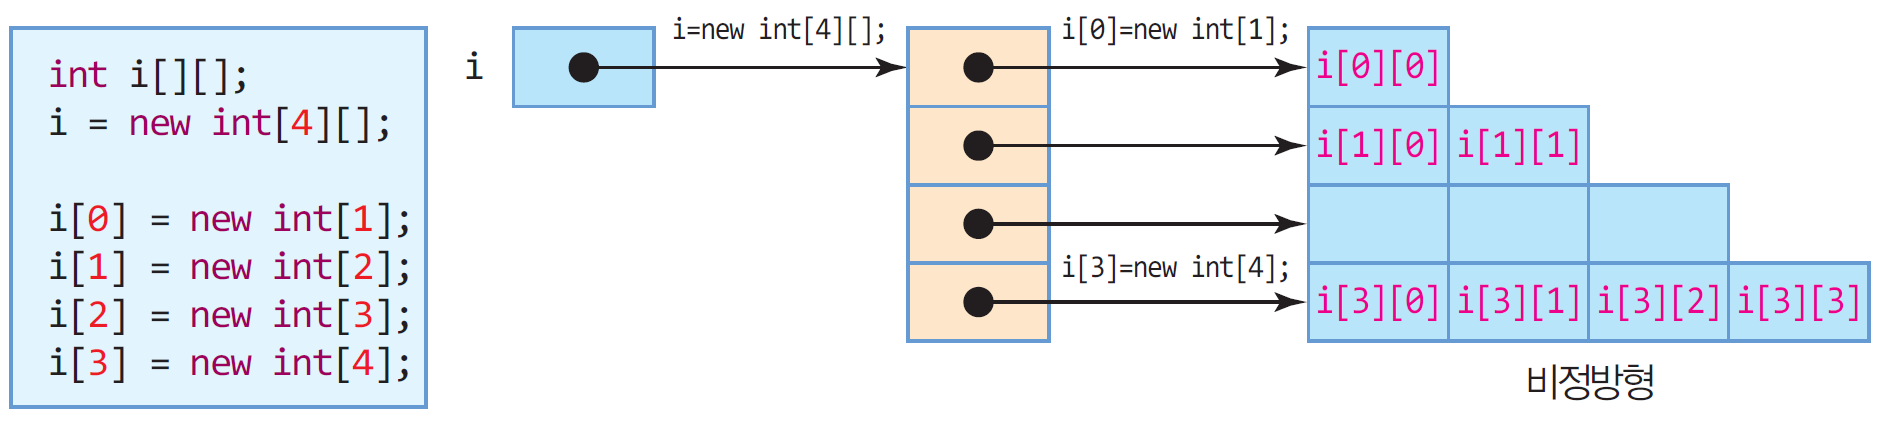 int i[][];
i = new int[4][];
i[0] = new int[1];
i[1] = new int[2];
i[2] = new int[3];
i[3] = new int[4];
i
i=new int[4][];
i[0]=new int[1];
i[3]=new int[4];
i[0][0]
i[1][0] i[1][1]
i[3][0] i[3][1] i[3][2] i[3][3]
비정방형